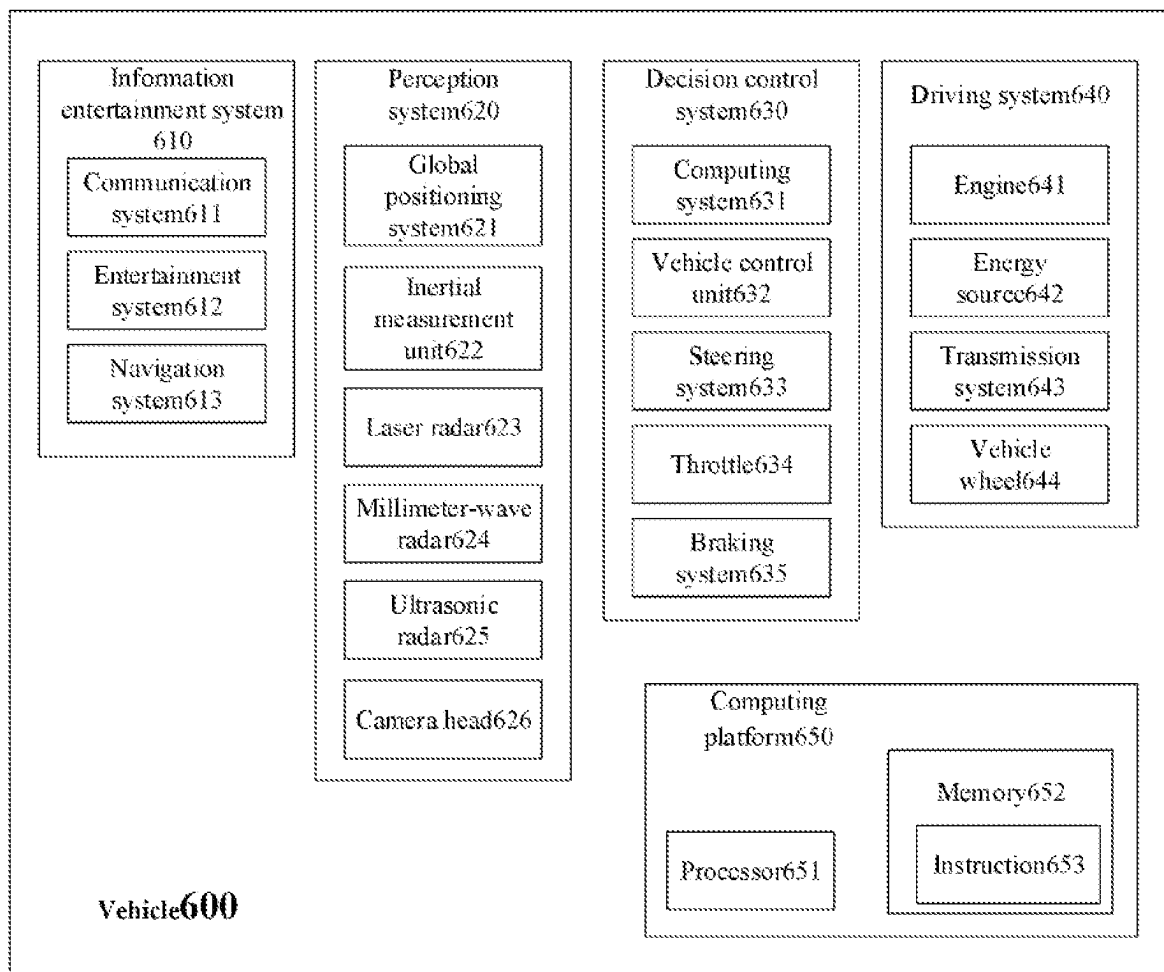 Information
entertainment system
610
Communication
system611
Entertainment
system612
Navigation
system613
Perception
system620
Global
positioning
system621
Inertial
measurement
unit622
Laser radar623
Millimeter-wave
radar624
Ultrasonic
radar625
Camera head626
Decision control
system630
Computing
system631
Vehicle control
unit632
Steering
system633
Throttle634
Braking
system635
Driving system640
Engine641
Energy
source642
Transmission
system643
Vehicle
wheel644
Computing
platform650
Processor651
Memory652
Instruction653
Vehicle600